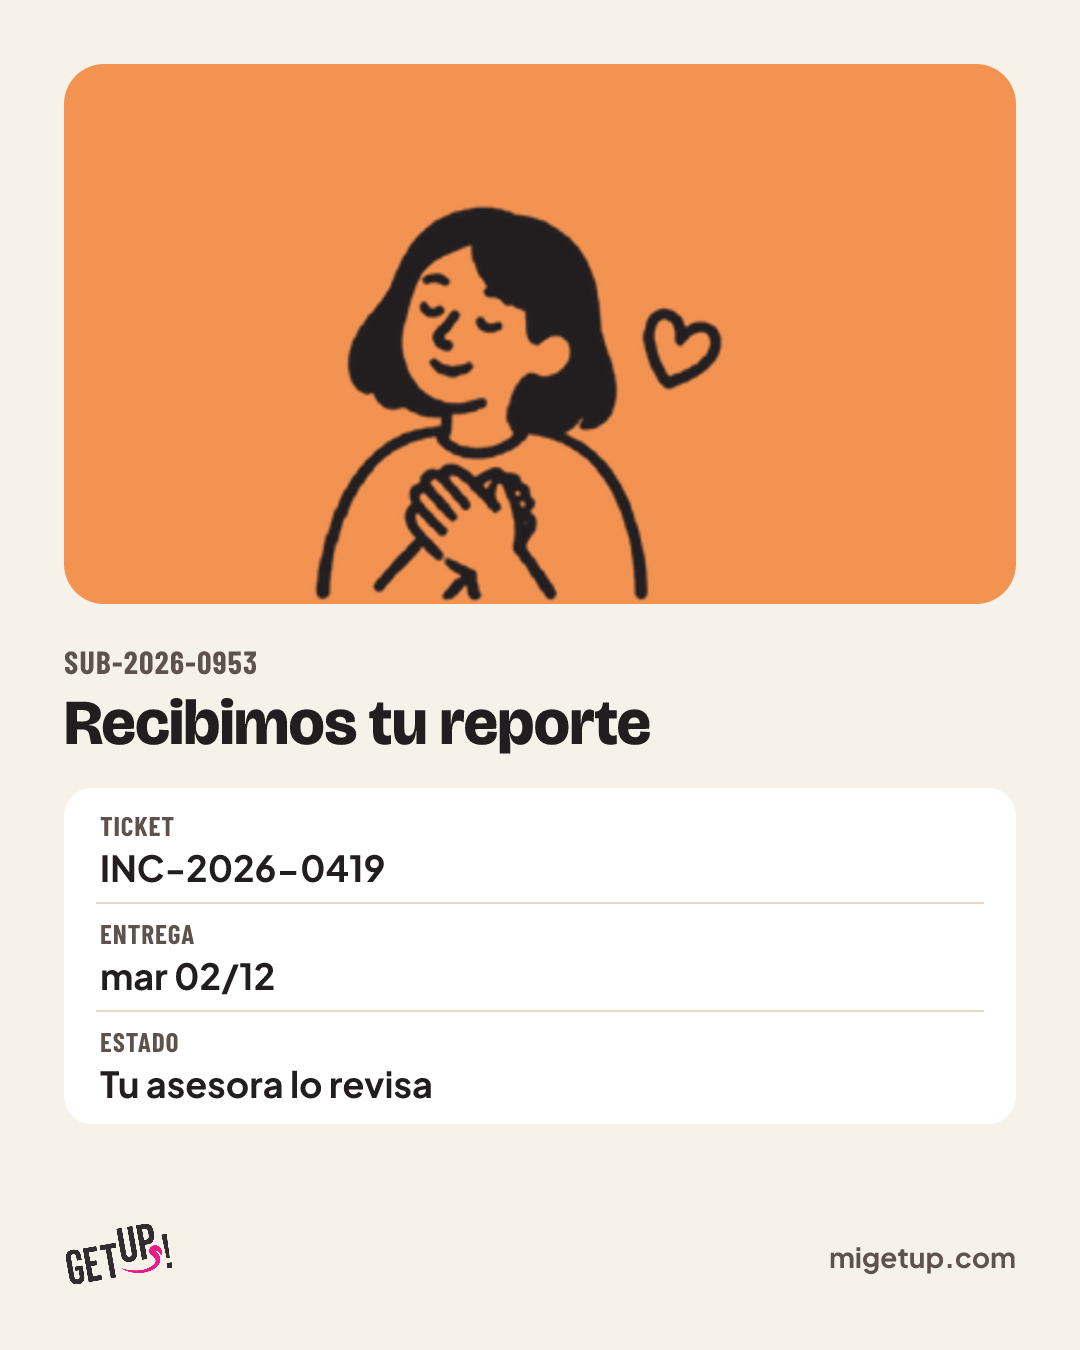 SUB-2026-0953
Recibimos tu reporte
TICKET
INC-2026-0419
ENTREGA
mar 02/12
ESTADO
Tu asesora lo revisa
GETUP!
migetup.com